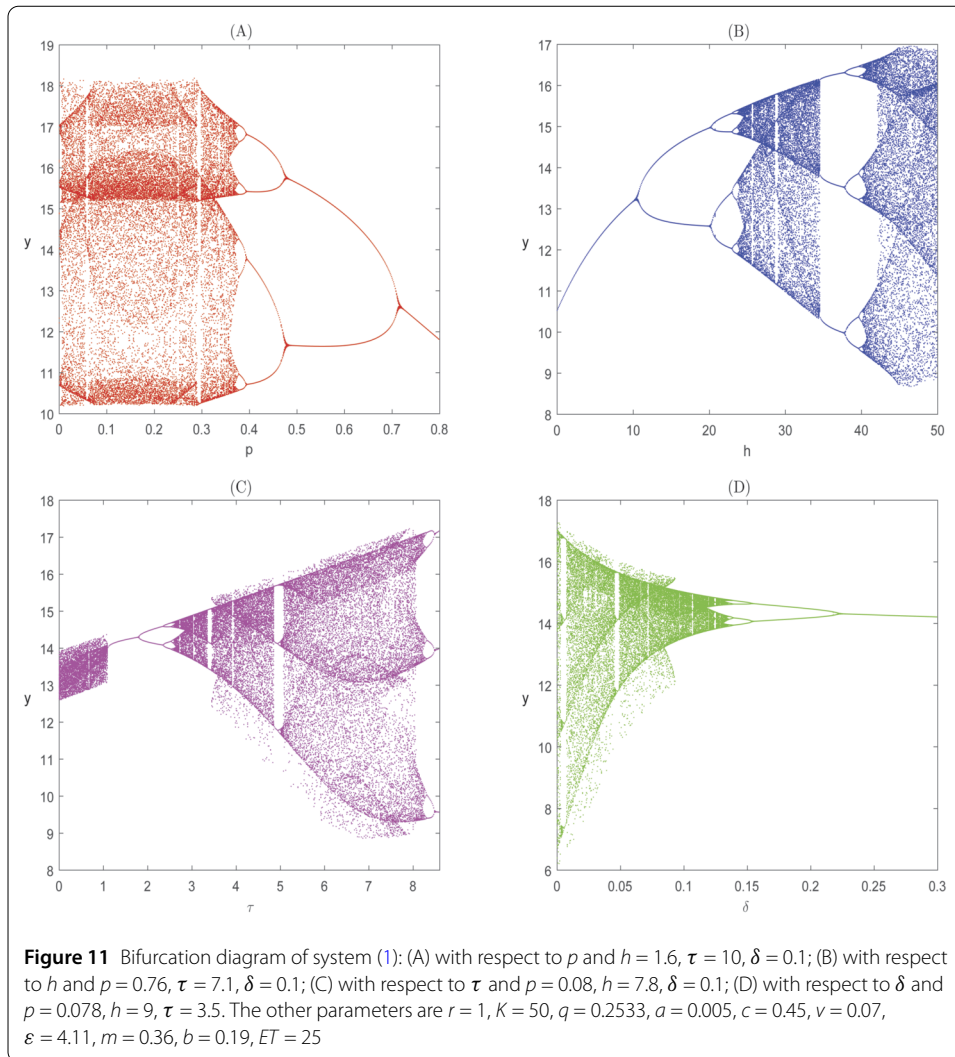 (A)
19
18
17
16
15
y
14
13
12
11
10
0 0.1 0.2 0.3 0.4 0.5 0.6 0.7 0.8
p
(B)
17
16
15
14
13
y
12
11
10
9
8
0 10 20 30 40 50
h
(C)
18
17
16
15
14
y
13
12
11
10
9
8
0 1 2 3 4 5 6 7 8
τ
(D)
18
16
14
y
12
10
8
6
0 0.05 0.1 0.15 0.2 0.25 0.3
δ
Figure 11 Bifurcation diagram of system (1): (A) with respect to p and h = 1.6, τ = 10, δ = 0.1; (B) with respect
to h and p = 0.76, τ = 7.1, δ = 0.1; (C) with respect to τ and p = 0.08, h = 7.8, δ = 0.1; (D) with respect to δ and
p = 0.078, h = 9, τ = 3.5. The other parameters are r = 1, K = 50, q = 0.2533, a = 0.005, c = 0.45, v = 0.07,
ε = 4.11, m = 0.36, b = 0.19, ET = 25